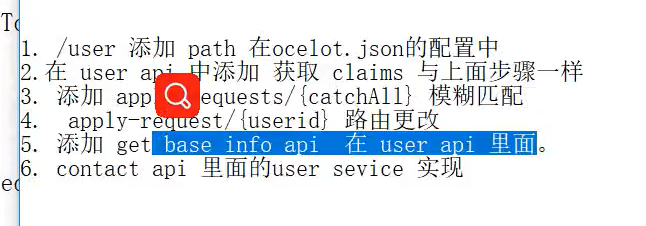 1. /user 添加 path 在ocelot.json的配置中
2.在 user api 中添加 获取 claims 与上面步骤一样
3. 添加 requests/{catchAll} 模糊匹配
4. apply-request/{userid} 路由更改
5. 添加 get base info api 在 user api 里面。
6. contact api 里面的user sevice 实现